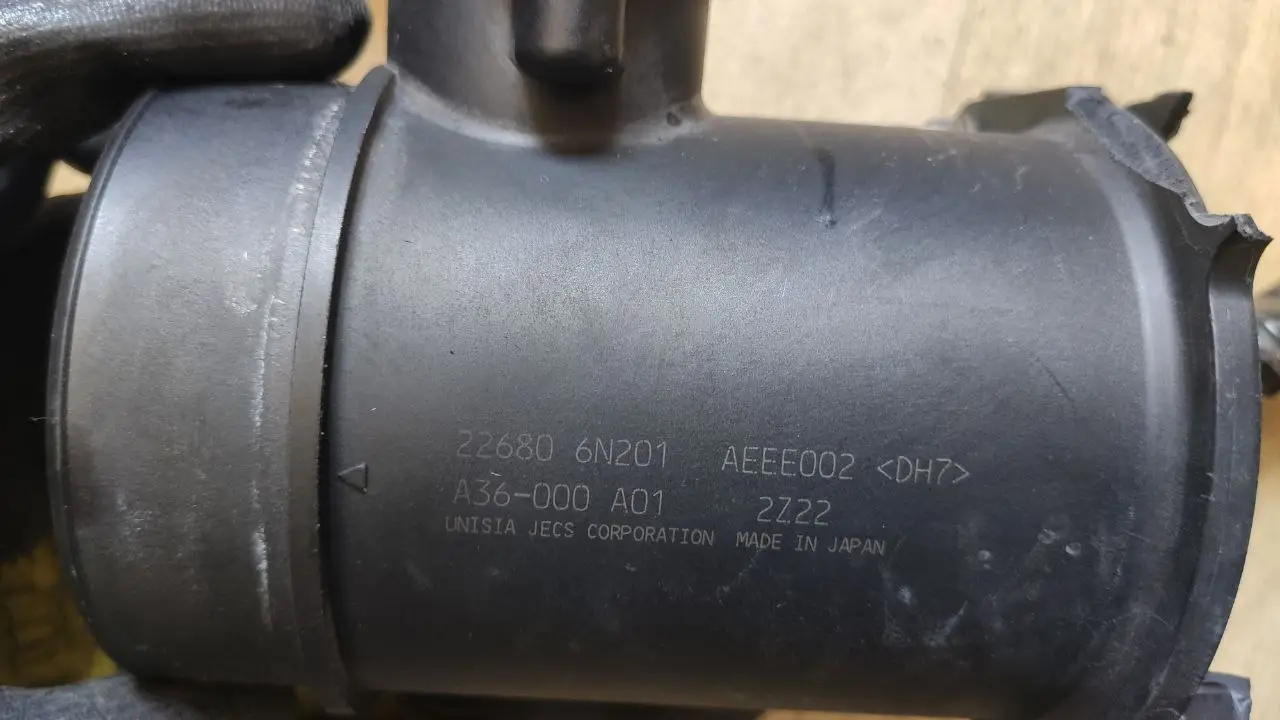 22680 6N201 AEEE002 <DH7>
A36-000 A01 2Z22
UNISIA JECS CORPORATION MADE IN JAPAN